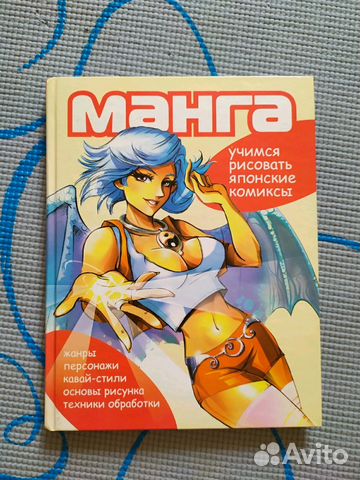 манга
учимся
рисовать
японские
комиксы
жанры
персонажи
кавай-стили
основы рисунка
техники обработки
Avito